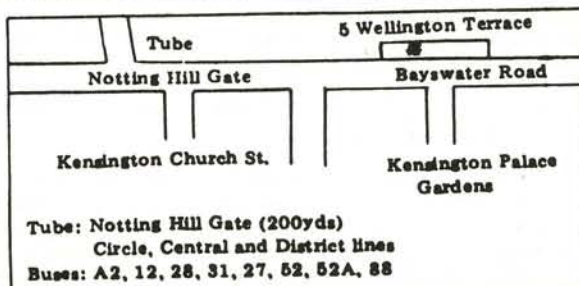 5 Wellington Terrace
Tube
Notting Hill Gate
Bayswater Road
Kensington Church St.
Kensington Palace
Gardens
Tube: Notting Hill Gate (200yds)
Circle, Central and District lines
Buses: A2, 12, 28, 31, 27, 52, 52A, 88